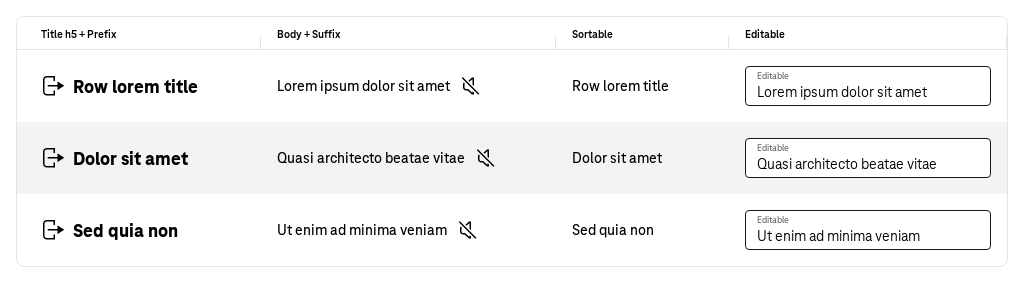 Title h5 + Prefix Body + Suffix Sortable Editable
Row lorem title Lorem ipsum dolor sit amet Row lorem title Editable
Lorem ipsum dolor sit amet
Dolor sit amet Quasi architecto beatae vitae Dolor sit amet Editable
Quasi architecto beatae vitae
Sed quia non Ut enim ad minima veniam Sed quia non Editable
Ut enim ad minima veniam